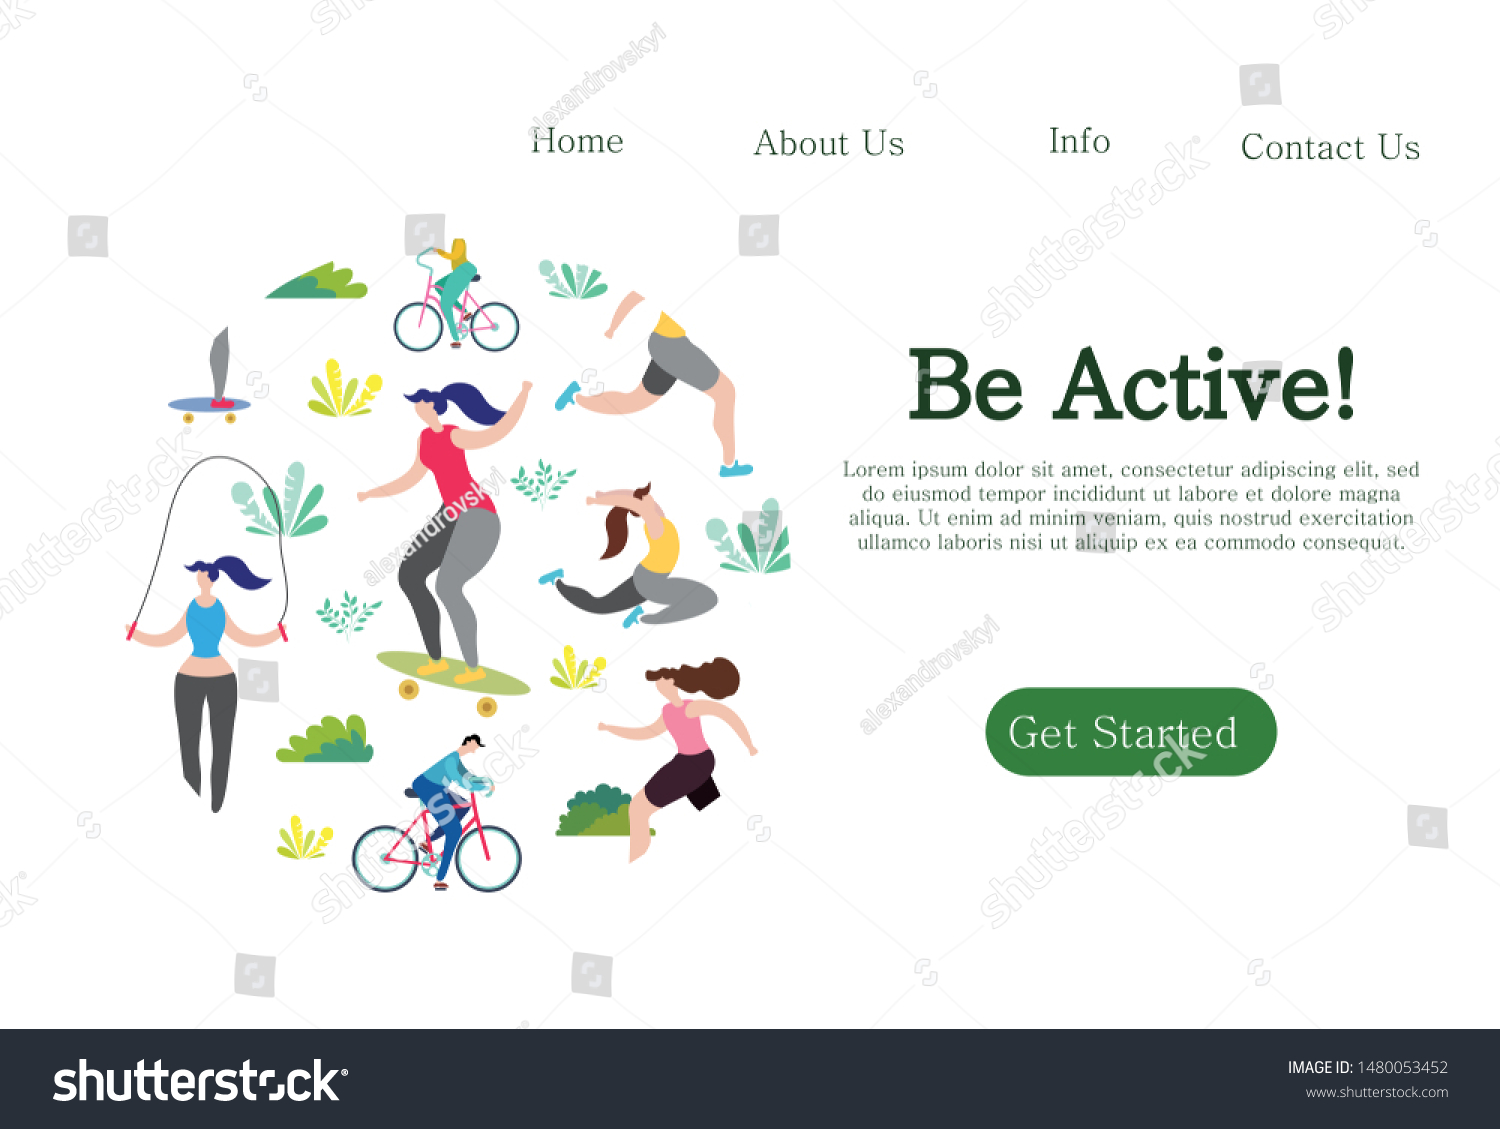 Home About Us Info Contact Us
Be Active!
Lorem ipsum dolor sit amet, consectetur adipiscing elit, sed
do eiusmod tempor incididunt ut labore et dolore magna
aliqua. Ut enim ad minim veniam, quis nostrud exercitation
ullamco laboris nisi ut aliquip ex ea commodo consequat.
Get Started
shutterstock
alexandrovskyi
shutterstock
IMAGE ID: 1480053452
www.shutterstock.com